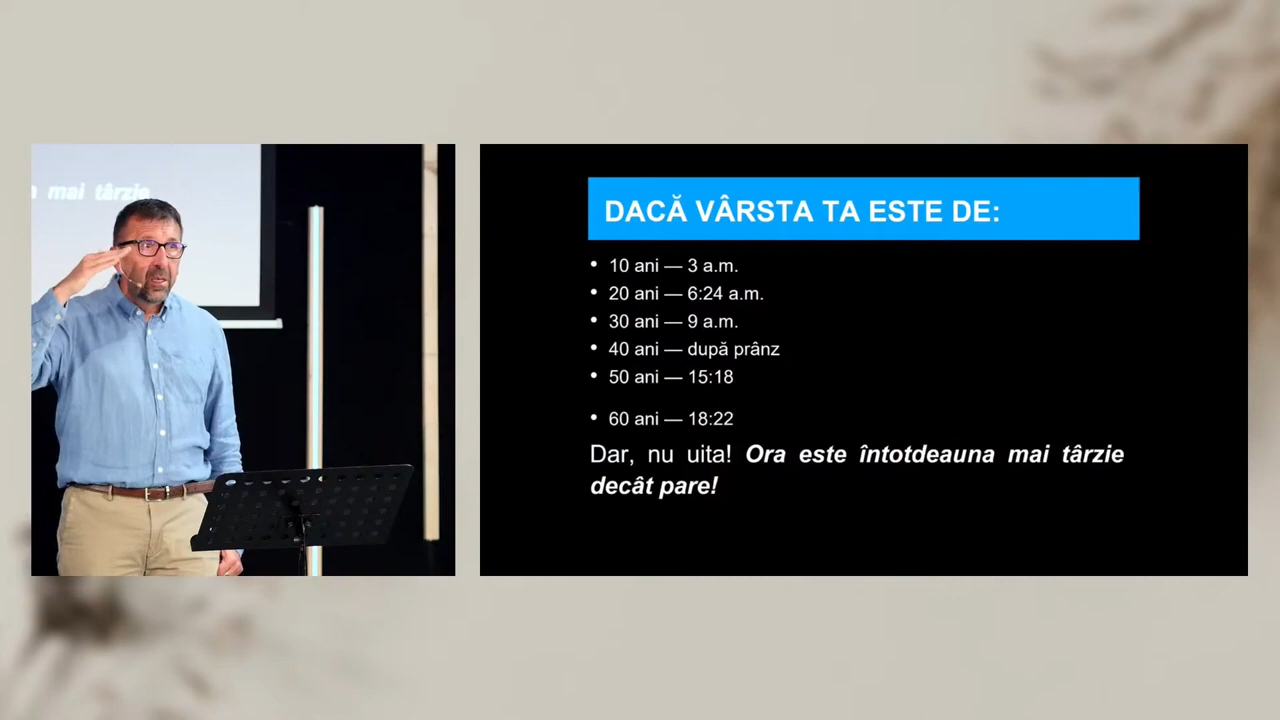 mai târzie
DACĂ VÂRSTA TA ESTE DE:
• 10 ani — 3 a.m.
• 20 ani — 6:24 a.m.
• 30 ani — 9 a.m.
• 40 ani — după prânz
• 50 ani — 15:18
• 60 ani — 18:22
Dar, nu uita! Ora este întotdeauna mai târzie
decât pare!